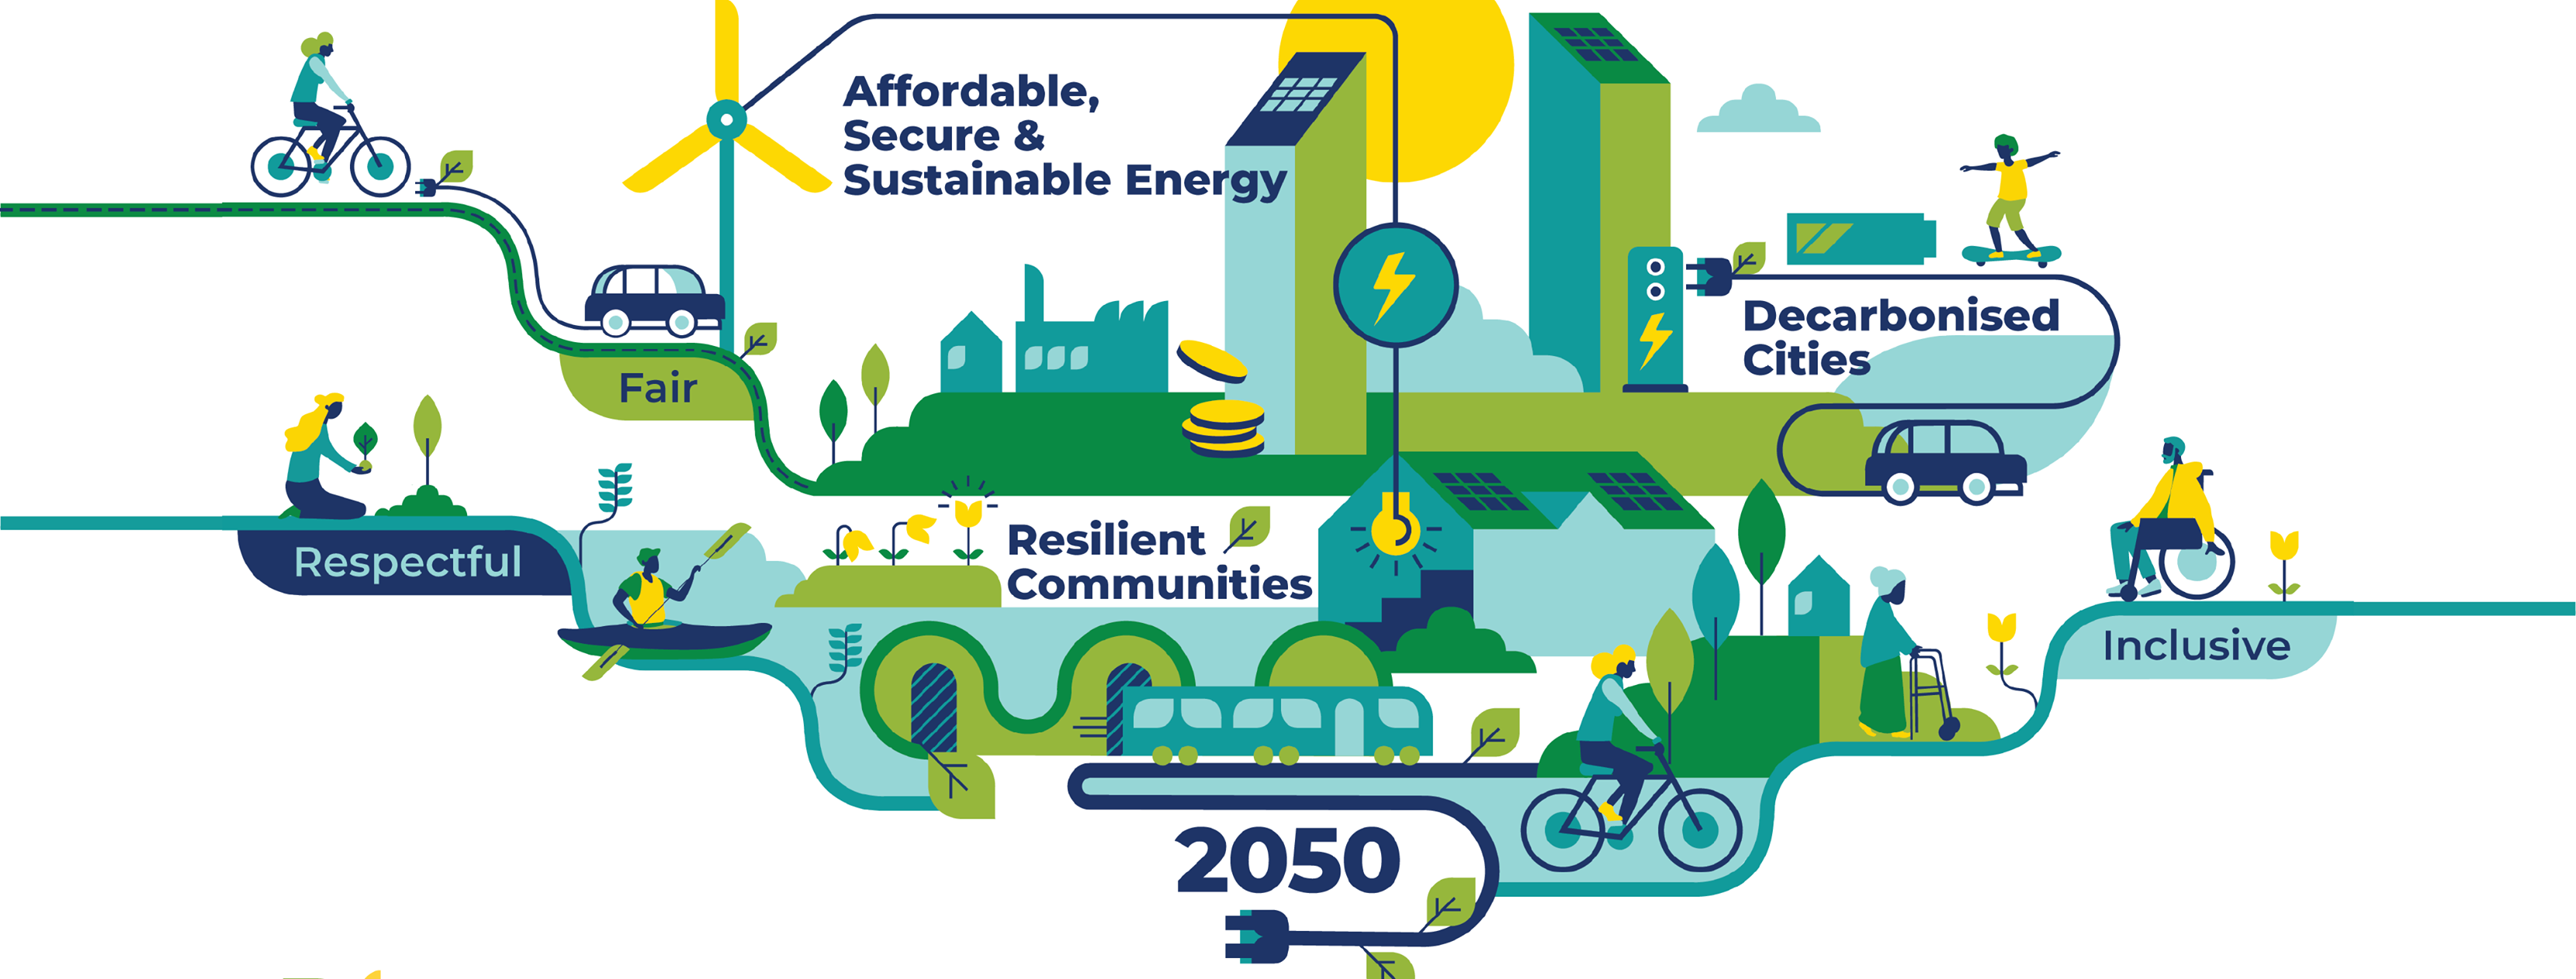 Affordable,
Secure &
Sustainable Energy
Decarbonised
Cities
Fair
Respectful
Resilient
Communities
Inclusive
2050